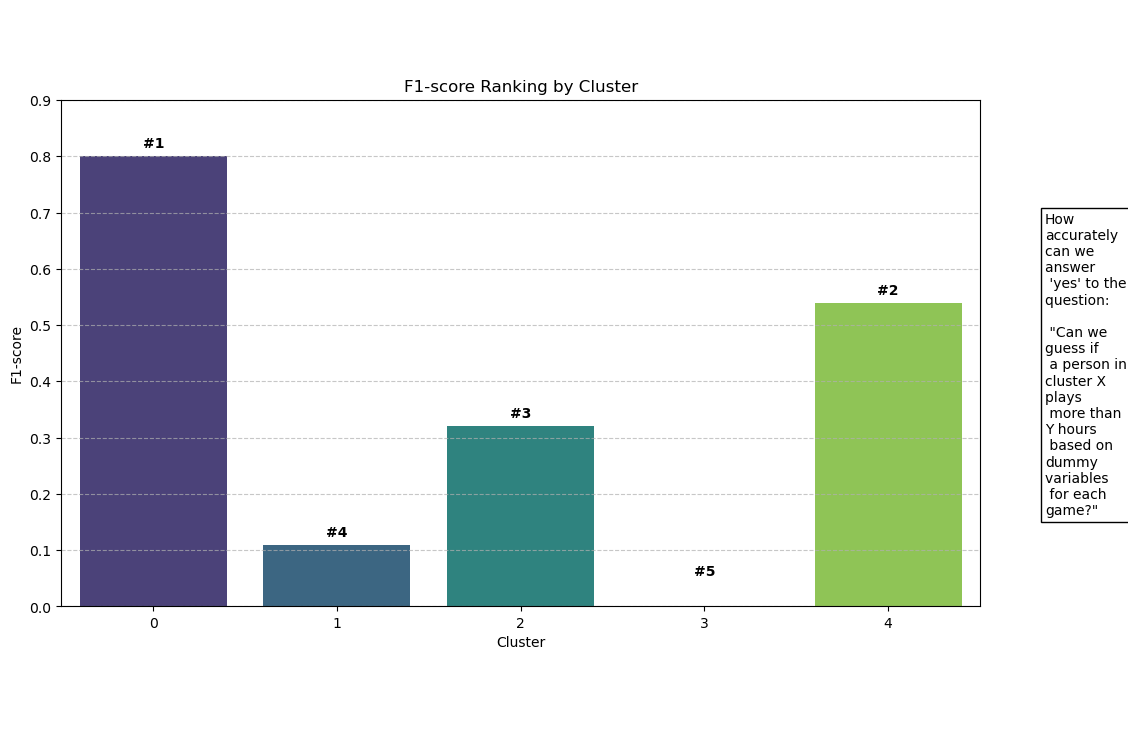 F1-score Ranking by Cluster
0.9
0.8
0.7
0.6
0.5
0.4
0.3
0.2
0.1
0.0
F1-score
#1
#4
#3
#5
#2
0
1
2
3
4
Cluster
How
accurately
can we
answer
'yes' to the
question:
"Can we
guess if
a person in
cluster X
plays
more than
Y hours
based on
dummy
variables
for each
game?"